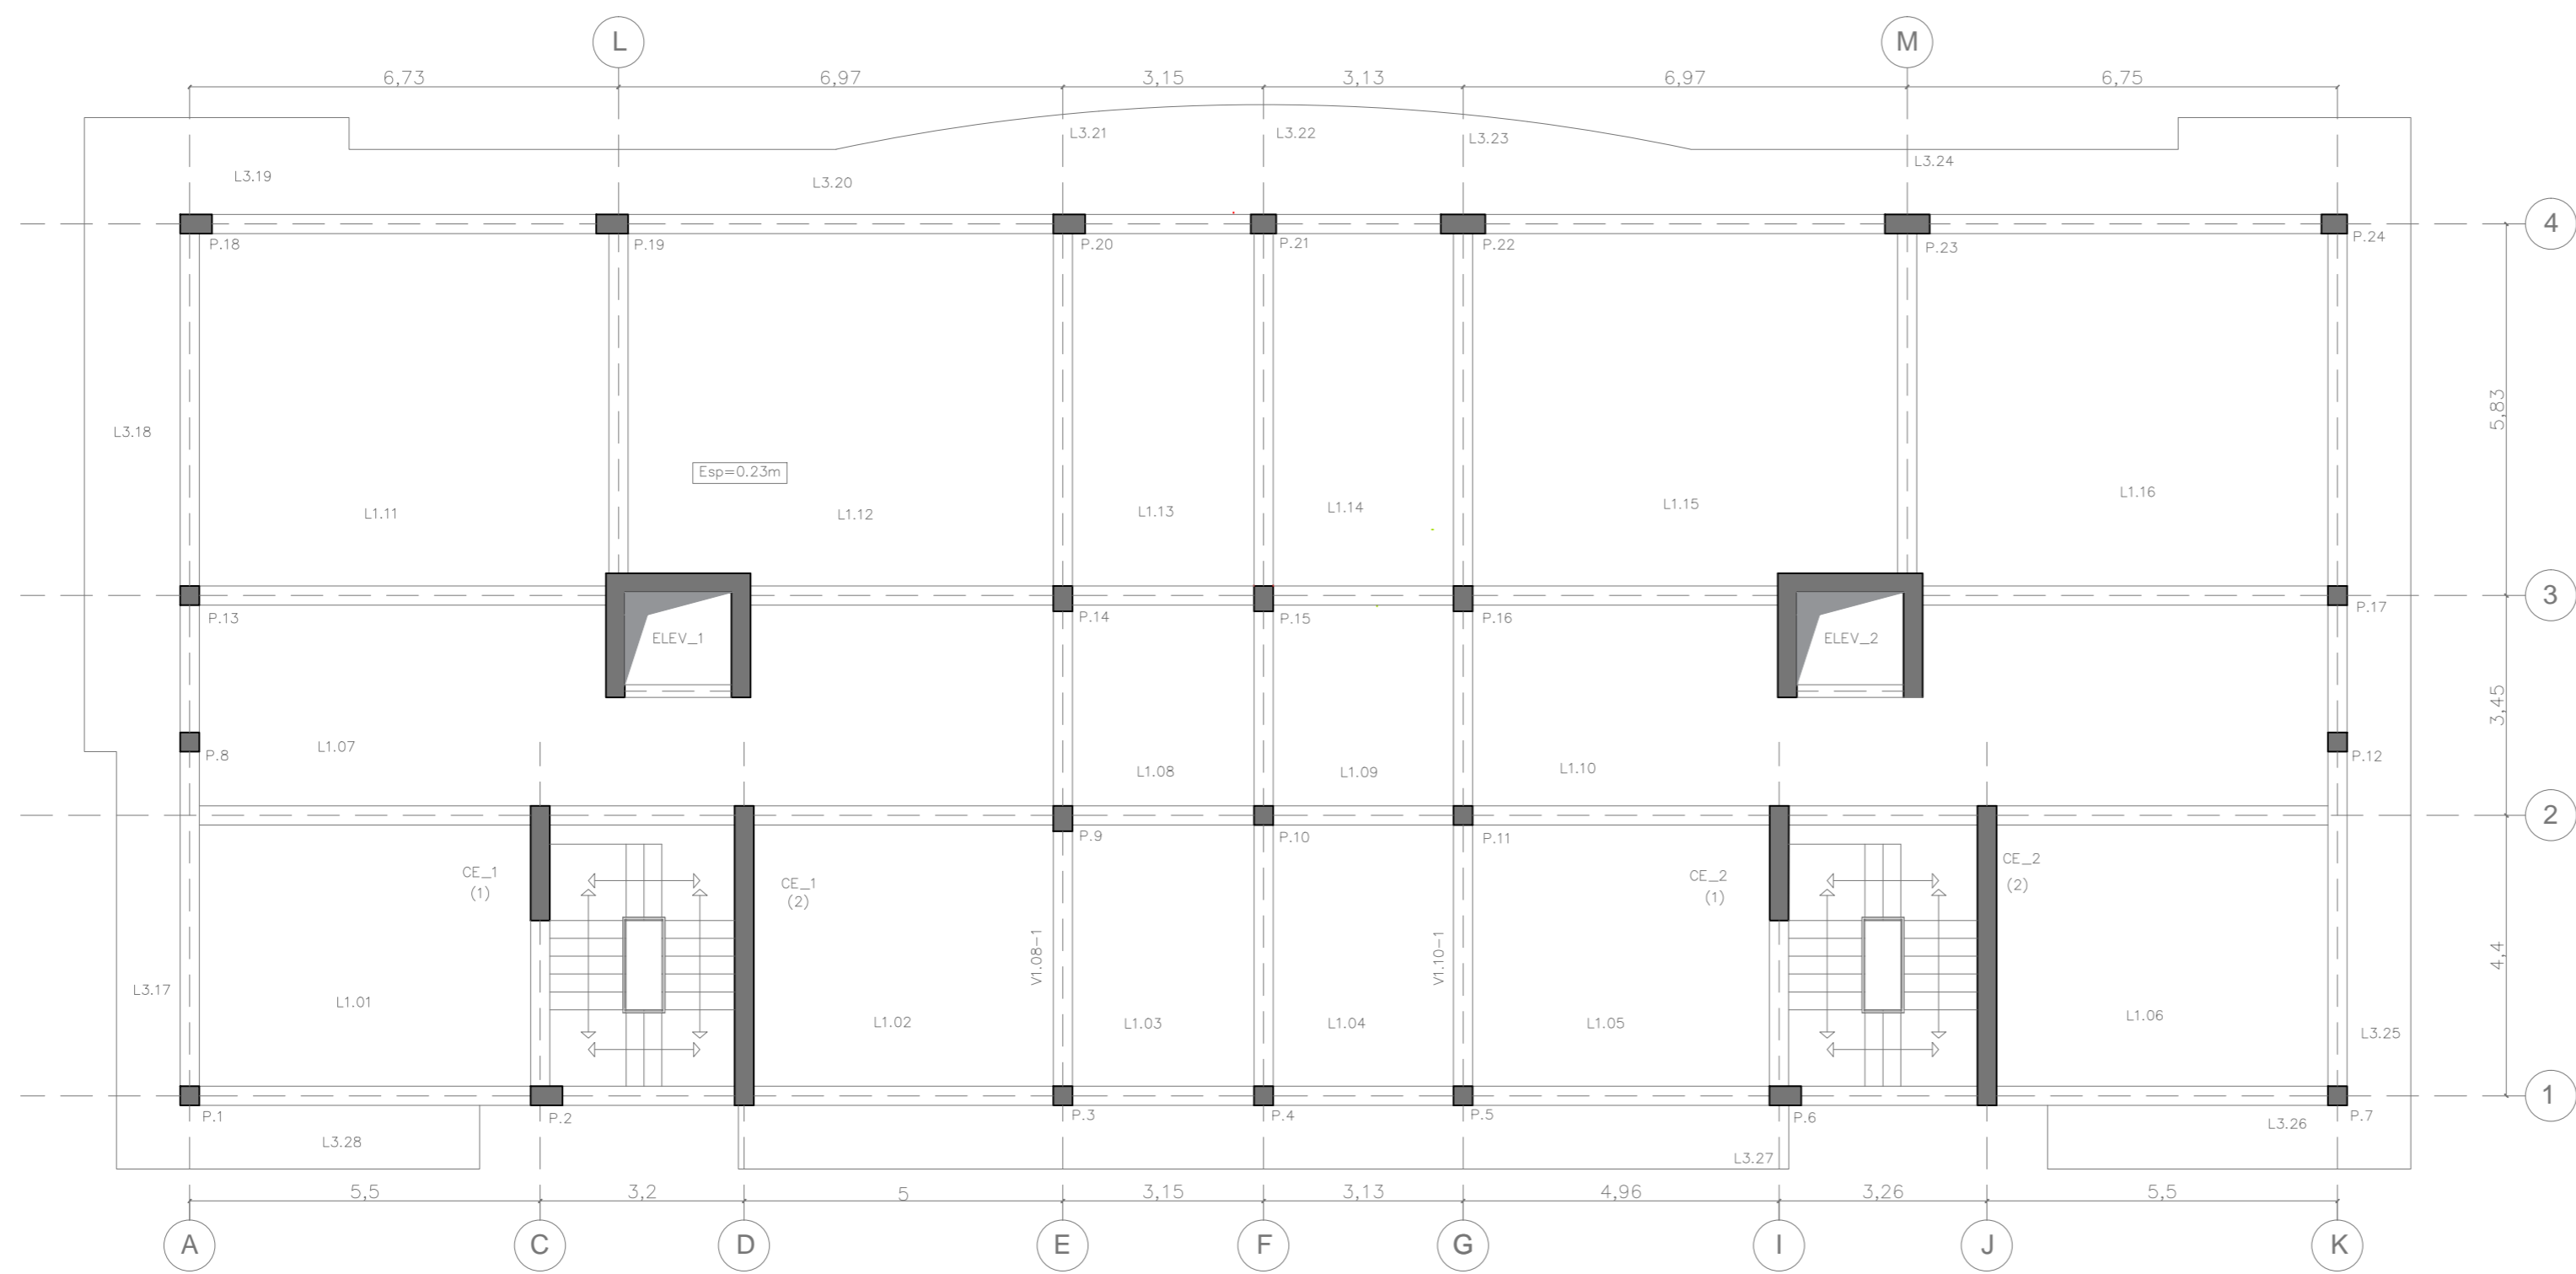 L M
6,73 6,97 3,15 3,13 6,97 6,75
L3.21 L3.22 L3.23
L3.24
L3.19 L3.20
4
P.18 P.19 P.20 P.21 P.22 P.23 P.24
5,83
L3.18
Esp=0.23m
L1.11 L1.12 L1.13 L1.14 L1.15 L1.16
3
P.13 P.14 P.15 P.16 P.17
ELEV_1 ELEV_2
3,45
L1.07
P.8 P.12
L1.08 L1.09 L1.10
2
P.9 P.10 P.11
CE_1
(1)
CE_1
(2)
CE_2
(1)
CE_2
(2)
V1.08-1 V1.10-1
4,4
L3.17 L1.01 L1.02 L1.03 L1.04 L1.05 L1.06 L3.25
1
P.1 P.2 P.3 P.4 P.5 P.6 P.7
L3.28 L3.27 L3.26
5,5 3,2 5 3,15 3,13 4,96 3,26 5,5
A C D E F G I J K